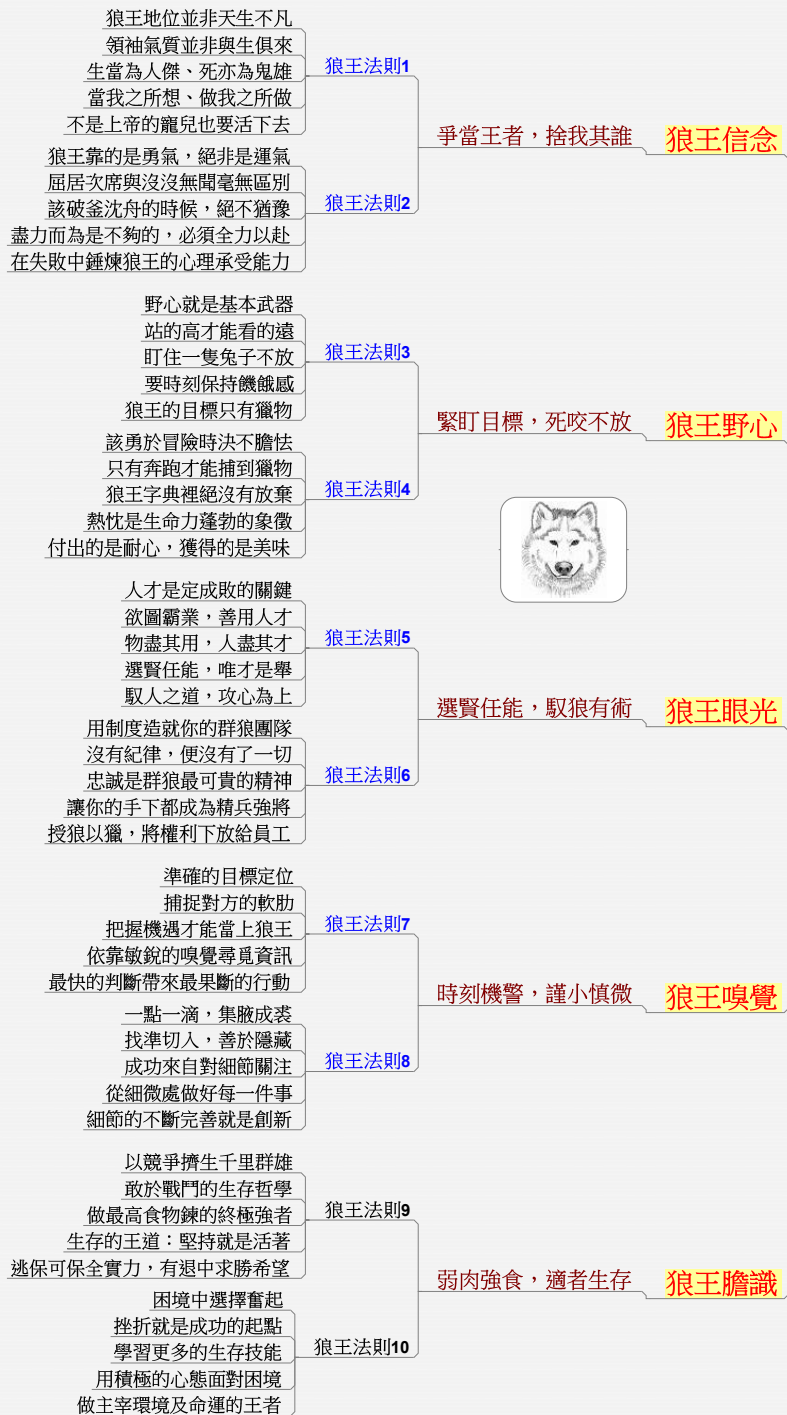 狼王信念
爭當王者，捨我其誰
狼王法則1
狼王地位並非天生不凡
領袖氣質並非與生俱來
生當為人傑、死亦為鬼雄
當我之所想、做我之所做
不是上帝的寵兒也要活下去
狼王法則2
狼王靠的是勇氣，絕非是運氣
屈居次席與沒沒無聞毫無區別
該破釜沈舟的時候，絕不猶豫
盡力而為是不夠的，必須全力以赴
在失敗中錘煉狼王的心理承受能力
狼王野心
緊盯目標，死咬不放
狼王法則3
野心就是基本武器
站的高才能看的遠
盯住一隻兔子不放
要時刻保持饑餓感
狼王的目標只有獵物
狼王法則4
該勇於冒險時決不膽怯
只有奔跑才能捕到獵物
狼王字典裡絕沒有放棄
熱忱是生命力蓬勃的象徵
付出的是耐心，獲得的是美味
狼王眼光
選賢任能，馭狼有術
狼王法則5
人才是定成敗的關鍵
欲圖霸業，善用人才
物盡其用，人盡其才
選賢任能，唯才是舉
馭人之道，攻心為上
狼王法則6
用制度造就你的群狼團隊
沒有紀律，便沒有了一切
忠誠是群狼最可貴的精神
讓你的手下都成為精兵強將
授狼以獵，將權利下放給員工
狼王嗅覺
時刻機警，謹小慎微
狼王法則7
準確的目標定位
捕捉對方的軟肋
把握機遇才能當上狼王
依靠敏銳的嗅覺尋覓資訊
最快的判斷帶來最果斷的行動
狼王法則8
一點一滴，集腋成裘
找準切入，善於隱藏
成功來自對細節關注
從細微處做好每一件事
細節的不斷完善就是創新
狼王膽識
弱肉強食，適者生存
狼王法則9
以競爭擠生千里群雄
敢於戰鬥的生存哲學
做最高食物鍊的終極強者
生存的王道：堅持就是活著
逃保可保全實力，有退中求勝希望
狼王法則10
困境中選擇奮起
挫折就是成功的起點
學習更多的生存技能
用積極的心態面對困境
做主宰環境及命運的王者